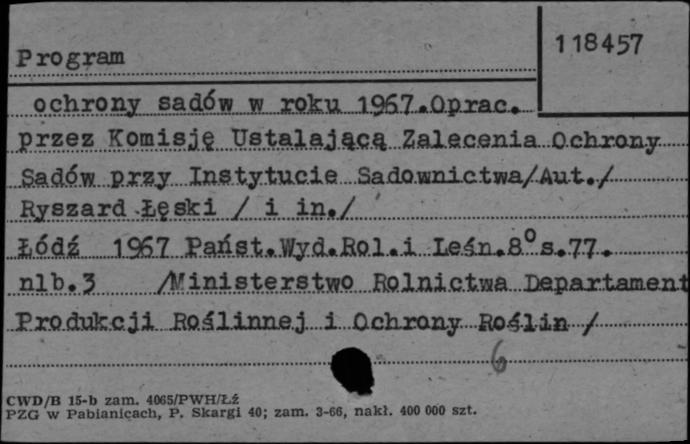 Program
118457
ochrony sadów w roku 1967.Oprac.
przez Komisję Ustalającą Zalecenia Ochrony
Sadów przy Instytucie Sadownictwa/Aut./
Ryszard Łęski / i in./
Łódź 1967 Państ.Wyd.Rol.i Leśn.8° s.77.
nlb.3 /Ministerstwo Rolnictwa Departament
Produkcji Roślinnej i Ochrony Roślin /
6
CWD/B 15-b zam. 4065/PWH/Łź
PZG w Pabianicach, P. Skargi 40; zam. 3-66, nakł. 400 000 szt.